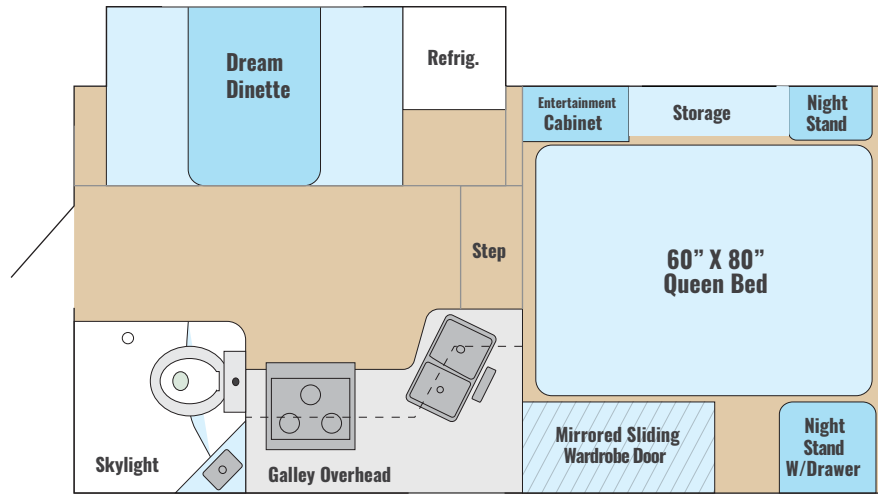 Dream
Dinette
Refrig.
Entertainment
Cabinet
Storage
Night
Stand
Step
60” X 80”
Queen Bed
Skylight
Galley Overhead
Mirrored Sliding
Wardrobe Door
Night
Stand
W/Drawer